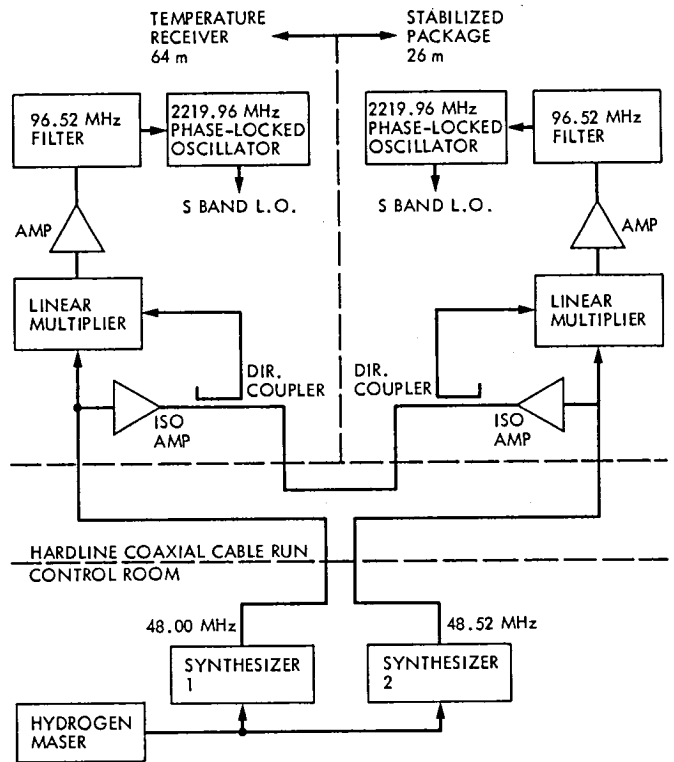 TEMPERATURE
RECEIVER
64 m
STABILIZED
PACKAGE
26 m
96.52 MHz
FILTER
2219.96 MHz
PHASE-LOCKED
OSCILLATOR
2219.96 MHz
PHASE-LOCKED
OSCILLATOR
96.52 MHz
FILTER
S BAND L.O.
S BAND L.O.
AMP
AMP
LINEAR
MULTIPLIER
LINEAR
MULTIPLIER
DIR.
COUPLER
DIR.
COUPLER
ISO
AMP
ISO
AMP
HARDLINE COAXIAL CABLE RUN
CONTROL ROOM
48.00 MHz
48.52 MHz
SYNTHESIZER
1
SYNTHESIZER
2
HYDROGEN
MASER